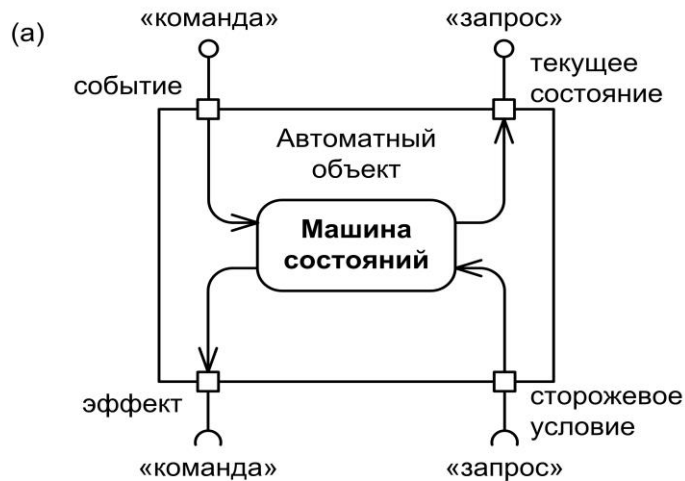 (а)
«команда»
«запрос»
событие
текущее
состояние
Автоматный
объект
Машина
состояний
эффект
сторожевое
условие
«команда»
«запрос»